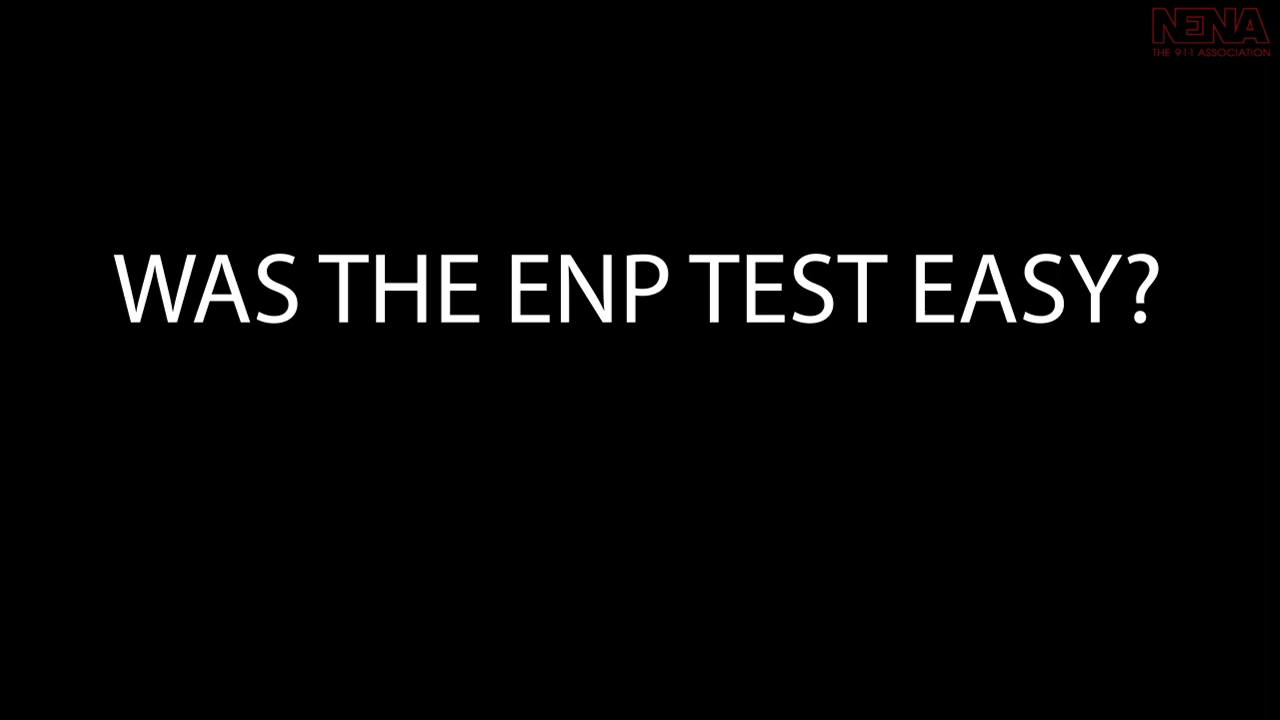 NENA
THE 9-1-1 ASSOCIATION
WAS THE ENP TEST EASY?